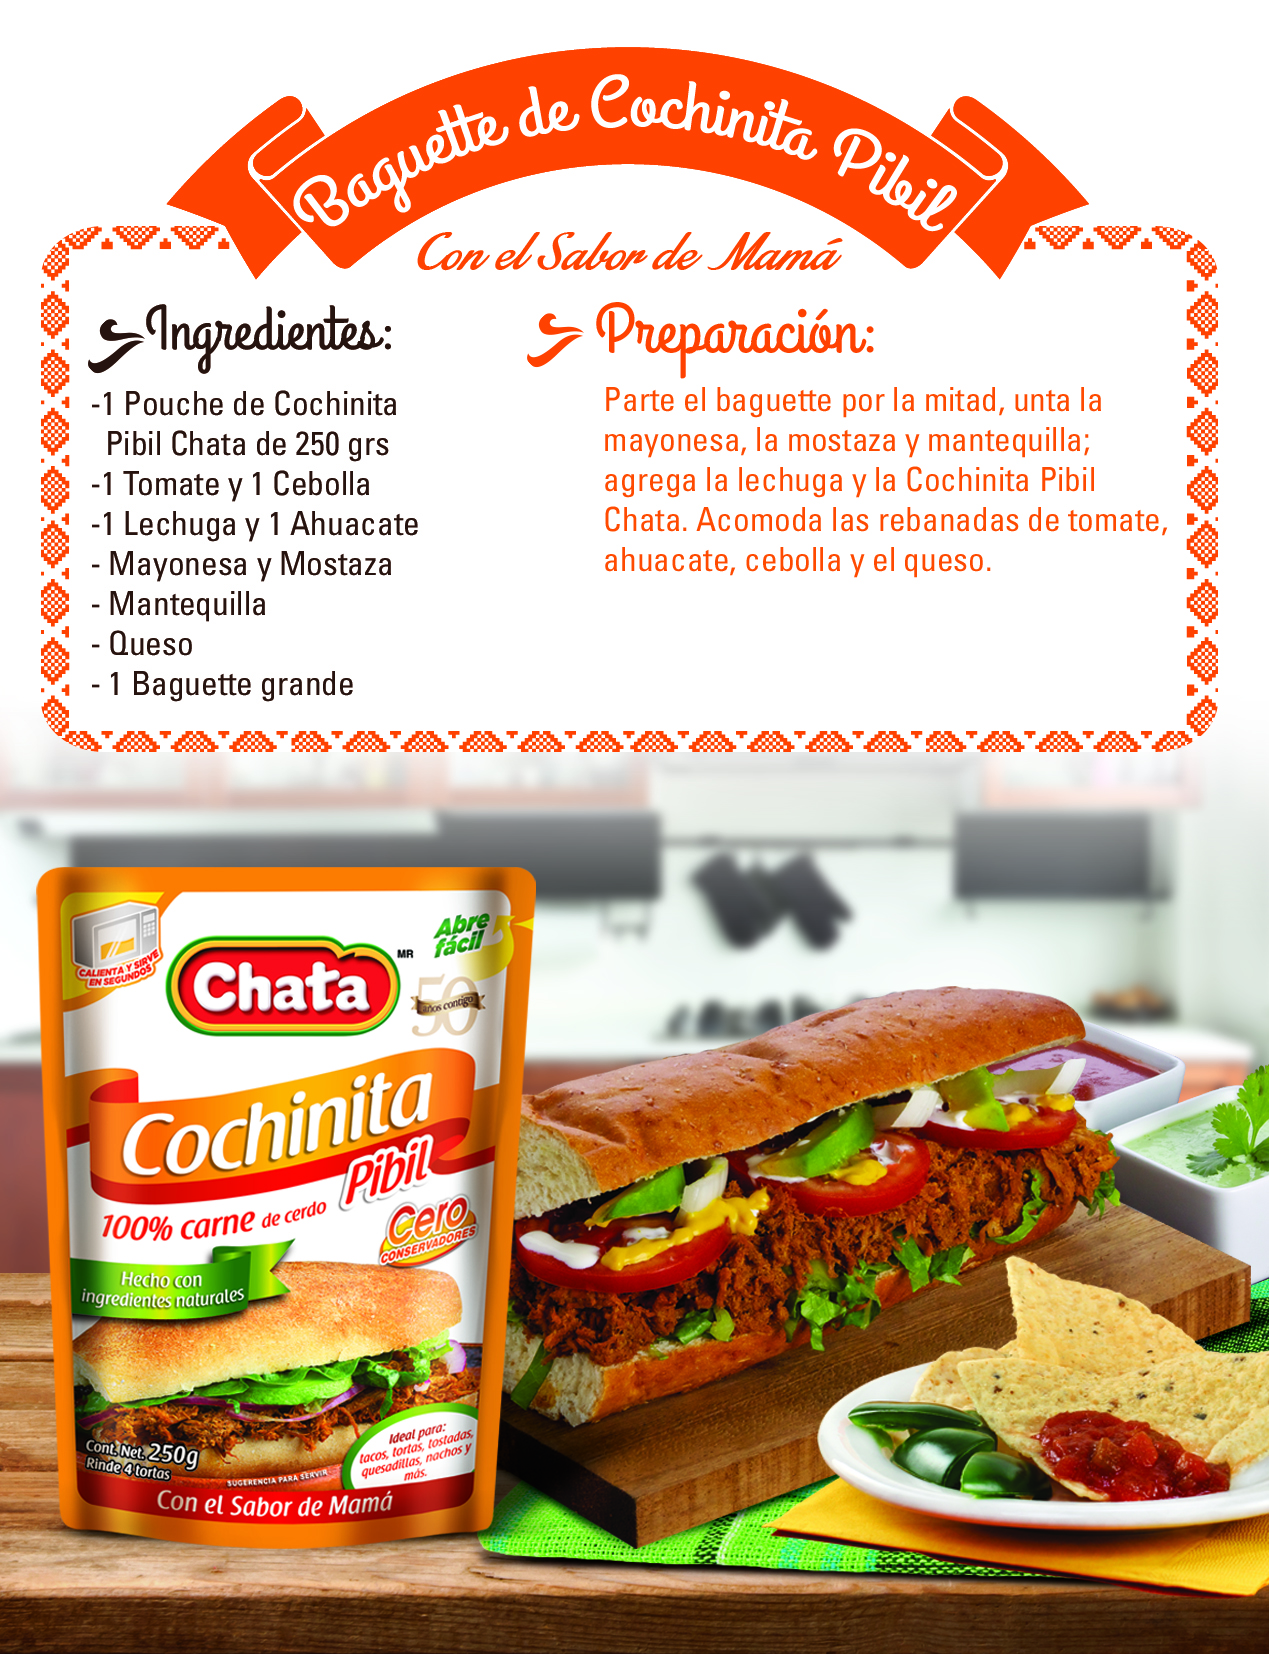 Baguette de Cochinita Pibil
Con el Sabor de Mamá
Ingredientes:
-1 Pouche de Cochinita
Pibil Chata de 250 grs
-1 Tomate y 1 Cebolla
-1 Lechuga y 1 Ahuacate
- Mayonesa y Mostaza
- Mantequilla
- Queso
- 1 Baguette grande
Preparación:
Parte el baguette por la mitad, unta la
mayonesa, la mostaza y mantequilla;
agrega la lechuga y la Cochinita Pibil
Chata. Acomoda las rebanadas de tomate,
ahuacate, cebolla y el queso.
CALIENTA Y SIRVE
EN SEGUNDOS
Abre
fácil
Chata
MR
50
años contigo
Cochinita
Pibil
100% carne de cerdo
Cero
CONSERVADORES
Hecho con
ingredientes naturales
Cont. Net. 250g
Rinde 4 tortas
Ideal para:
tacos, tortas, tostadas,
quesadillas, nachos y
más.
SUGERENCIA PARA SERVIR
Con el Sabor de Mamá